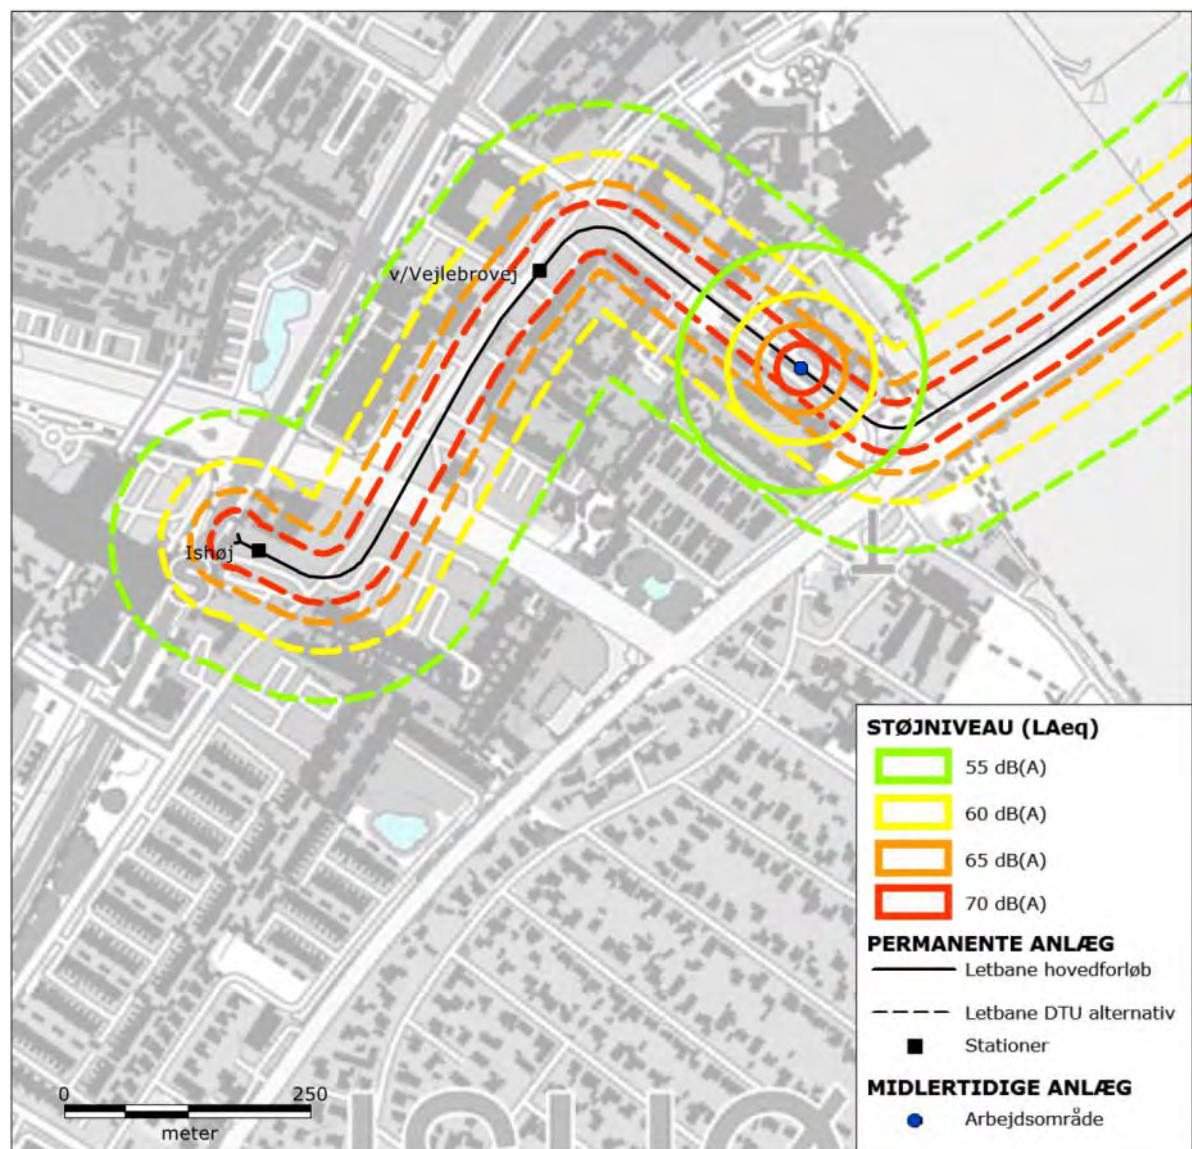 v/Vejlebrovej
Ishøj
STØJNIVEAU (LAeq)
55 dB(A)
60 dB(A)
65 dB(A)
70 dB(A)
PERMANENTE ANLÆG
Letbane hovedforløb
Letbane DTU alternativ
Stationer
MIDLERTIDIGE ANLÆG
Arbejdsområde
0 250
meter